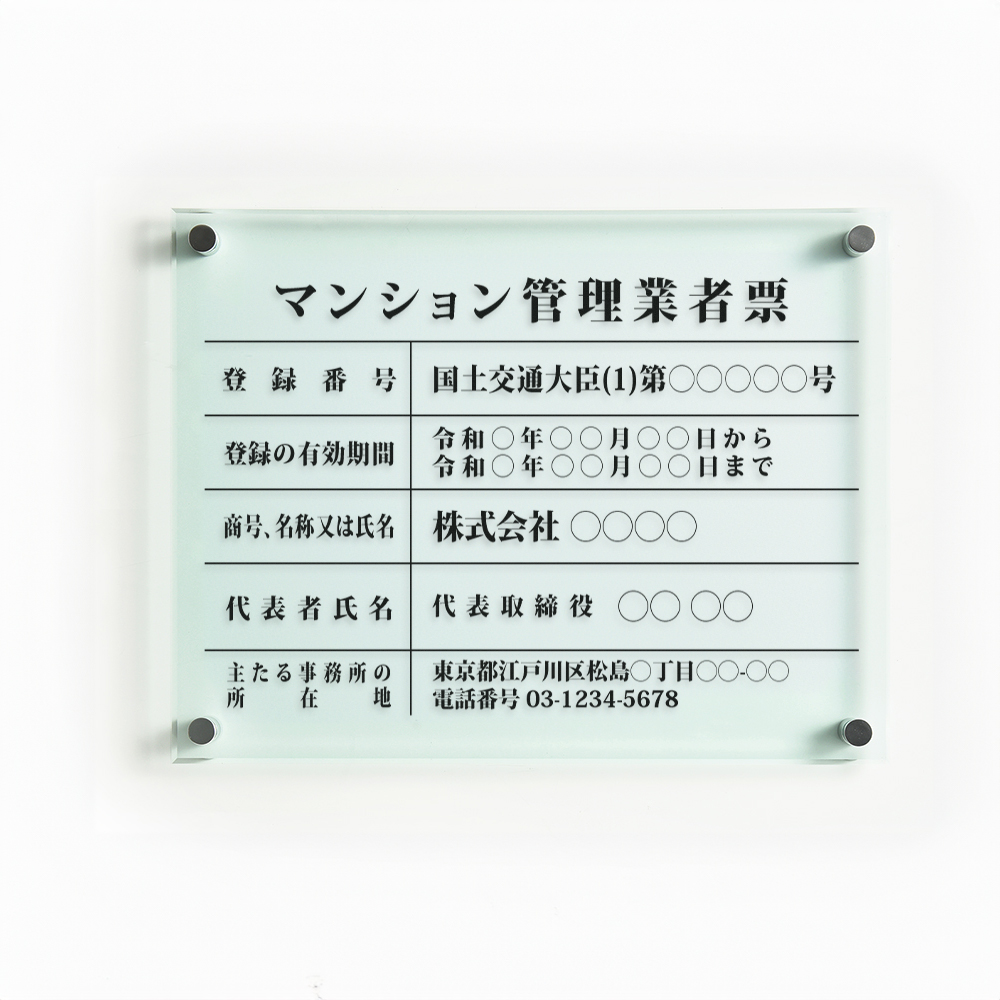 マンション管理業者票
登録番号 国土交通大臣(1)第○○○○○号
登録の有効期間 令和○年○○月○○日から
令和○年○○月○○日まで
商号、名称又は氏名 株式会社 ○○○○
代表者氏名 代表取締役 ○○ ○○
主たる事務所の 東京都江戸川区松島○丁目○○-○○
所在地 電話番号 03-1234-5678